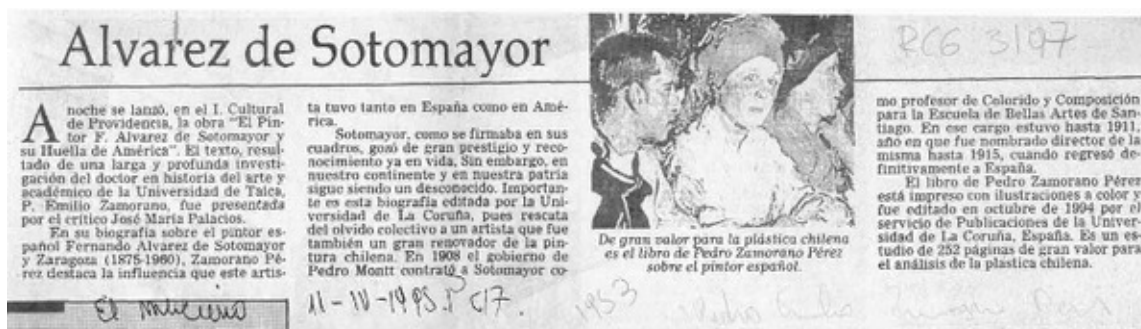 Alvarez de Sotomayor
RCG 3197
Anoche se lanzó, en el I. Cultural
de Providencia, la obra "El Pin-
tor F. Alvarez de Sotomayor y
su Huella de América". El texto, resul-
tado de una larga y profunda investi-
gación del doctor en historia del arte y
académico de la Universidad de Talca,
P. Emilio Zamorano, fue presentada
por el crítico José María Palacios.
En su biografía sobre el pintor es-
pañol Fernando Alvarez de Sotomayor
y Zaragoza (1875-1960), Zamorano Pé-
rez destaca la influencia que este artis-
ta tuvo tanto en España como en Amé-
rica.
Sotomayor, como se firmaba en sus
cuadros, gozó de gran prestigio y reco-
nocimiento ya en vida. Sin embargo, en
nuestro continente y en nuestra patria
sigue siendo un desconocido. Importan-
te es esta biografía editada por la Uni-
versidad de La Coruña, pues rescata
del olvido colectivo a un artista que fue
también un gran renovador de la pin-
tura chilena. En 1908 el gobierno de
Pedro Montt contrató a Sotomayor co-
De gran valor para la plástica chilena
es el libro de Pedro Zamorano Pérez
sobre el pintor español.
mo profesor de Colorido y Composición
para la Escuela de Bellas Artes de San-
tiago. En ese cargo estuvo hasta 1911,
año en que fue nombrado director de la
misma hasta 1915, cuando regresó de-
finitivamente a España.
El libro de Pedro Zamorano Pérez
está impreso con ilustraciones a color y
fue editado en octubre de 1994 por el
servicio de Publicaciones de la Univer-
sidad de La Coruña, España. Es un es-
tudio de 252 páginas de gran valor para
el análisis de la plástica chilena.
El Mercurio
11-IV-1995. P C17.